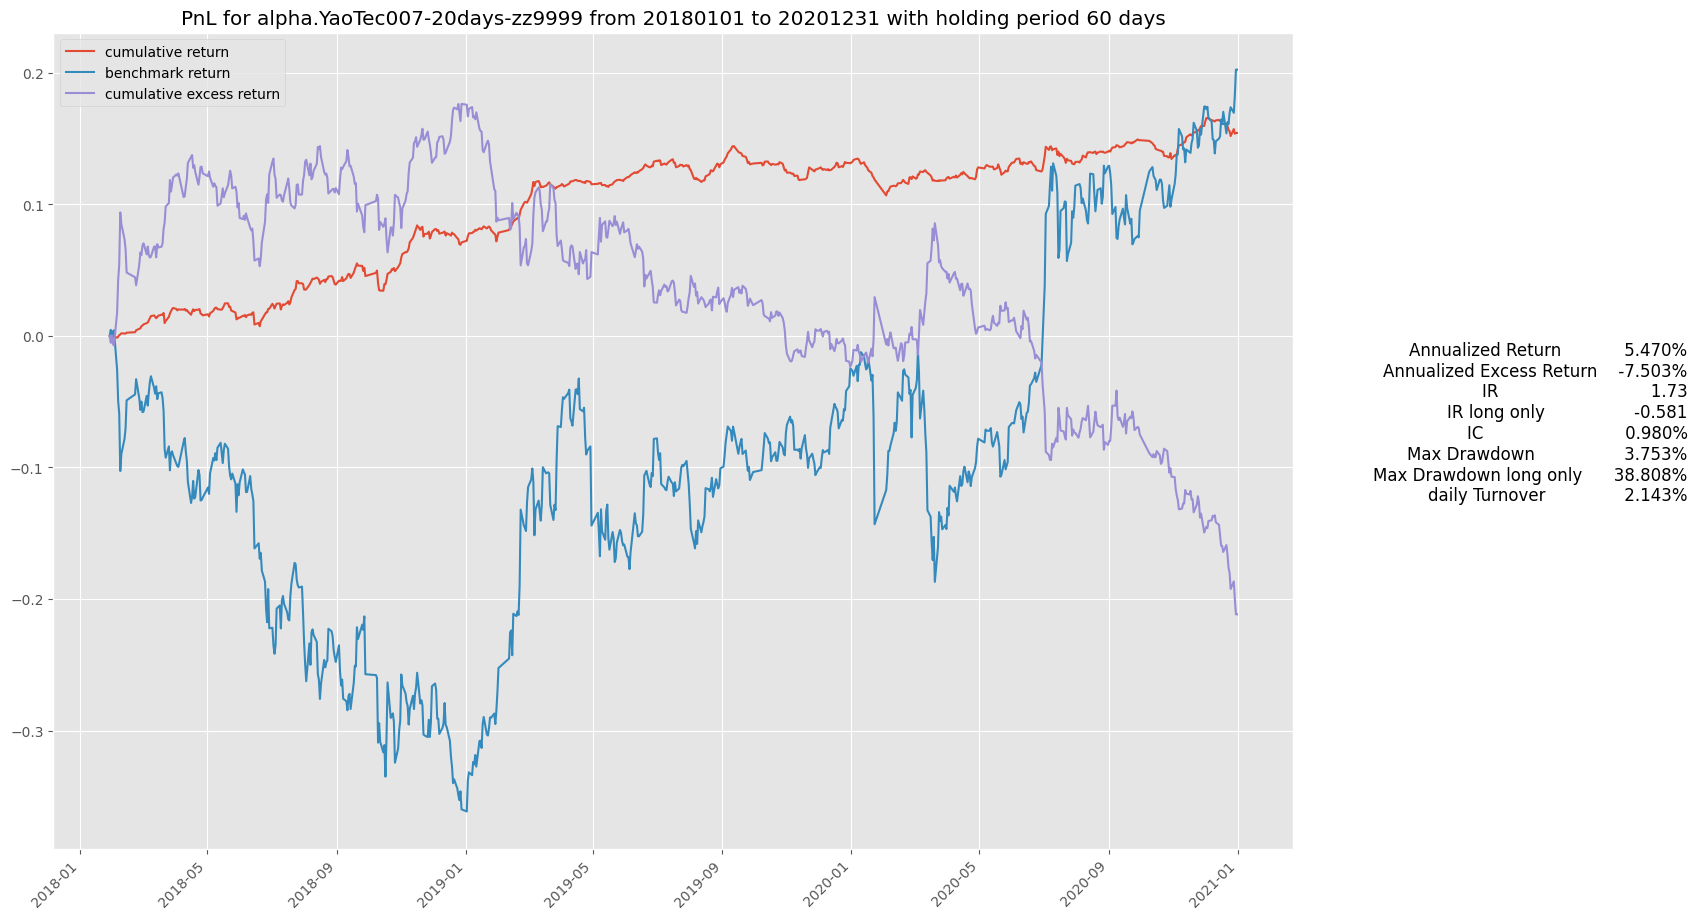 PnL for alpha.YaoTec007-20days-zz9999 from 20180101 to 20201231 with holding period 60 days
cumulative return
benchmark return
cumulative excess return
0.2
0.1
0.0
−0.1
−0.2
−0.3
2018-01
2018-05
2018-09
2019-01
2019-05
2019-09
2020-01
2020-05
2020-09
2021-01
Annualized Return 5.470%
Annualized Excess Return -7.503%
IR 1.73
IR long only -0.581
IC 0.980%
Max Drawdown 3.753%
Max Drawdown long only 38.808%
daily Turnover 2.143%